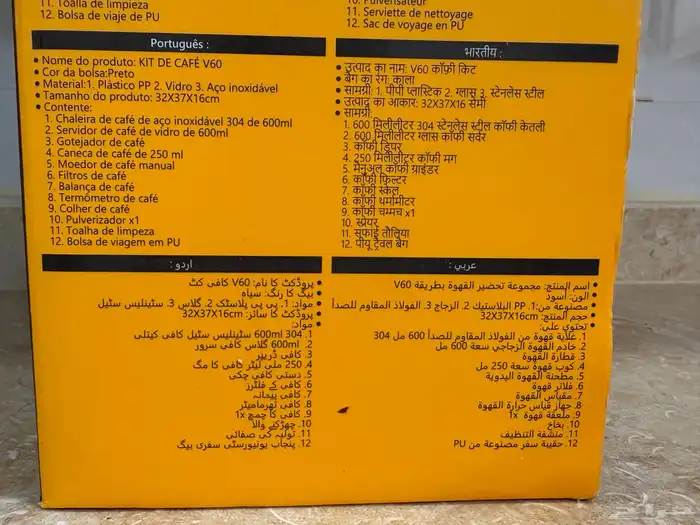 11. Toalla de limpieza
12. Bolsa de viaje de PU
10. Pulverisateur
11. Serviette de nettoyage
12. Sac de voyage en PU
Português :
• Nome do produto: KIT DE CAFÉ V60
• Cor da bolsa:Preto
• Material:1. Plástico PP 2. Vidro 3. Aço inoxidável
• Tamanho do produto: 32X37X16cm
• Contente:
1. Chaleira de café de aço inoxidável 304 de 600ml
2. Servidor de café de vidro de 600ml
3. Gotejador de café
4. Caneca de café de 250 ml
5. Moedor de café manual
6. Filtros de café
7. Balança de café
8. Termómetro de café
9. Colher de café
10. Pulverizador x1
11. Toalha de limpeza
12. Bolsa de viagem em PU
भारतीय :
• उत्पाद का नाम: V60 कॉफ़ी किट
• बैग का रंग: काला
• सामग्री: 1. पीपी प्लास्टिक 2. ग्लास 3. स्टेनलेस स्टील
• उत्पाद का आकार: 32X37X16 सेमी
• सामग्री:
1. 600 मिलीलीटर 304 स्टेनलेस स्टील कॉफी केतली
2. 600 मिलीलीटर ग्लास कॉफी सर्वर
3. कॉफी ड्रिपर
4. 250 मिलीलीटर कॉफी मग
5. मैनुअल कॉफी ग्राइंडर
6. कॉफी फ़िल्टर
7. कॉफी स्केल
8. कॉफी थर्मामीटर
9. कॉफी चम्मच x1
10. स्प्रेयर
11. सफाई तौलिया
12. पीयू ट्रैवल बैग
اردو :
• پروڈکٹ کا نام: V60 کافی کٹ
• بیگ کا رنگ: سیاہ
• مواد: 1. پی پی پلاسٹک 2. گلاس 3. سٹینلیس سٹیل
• پروڈکٹ کا سائز: 32X37X16cm
• مواد:
1. 304 600ml سٹینلیس سٹیل کافی کیتلی
2. 600ml گلاس کافی سرور
3. کافی ڈریپر
4. 250 ملی لیٹر کافی کا مگ
5. دستی کافی چکی
6. کافی کے فلٹرز
7. کافی پیمانہ
8. کافی تھرمامیٹر
9. کافی کا چمچ x1
10. چھڑکنے والا
11. تولیہ کی صفائی
12. پنجاب یونیورسٹی سفری بیگ
عربي :
• اسم المنتج: مجموعة تحضير القهوة بطريقة V60
• الون: أسود
• مصنوعة من:1. PP البلاستيك 2. الزجاج 3. الفولاذ المقاوم للصدأ
• حجم المنتج: 32X37X16cm
• تحتوي على:
1. غلاية قهوة من الفولاذ المقاوم للصدأ 600 مل 304
2. خادم القهوة الزجاجي سعة 600 مل
3. قطارة القهوة
4. كوب قهوة سعة 250 مل
5. مطحنة القهوة اليدوية
6. فلاتر قهوة
7. مقياس القهوة
8. جهاز قياس حرارة القهوة
9. ملعقة قهوة x1
10. بخاخ
11. منشفة التنظيف
12. حقيبة سفر مصنوعة من PU
حراج